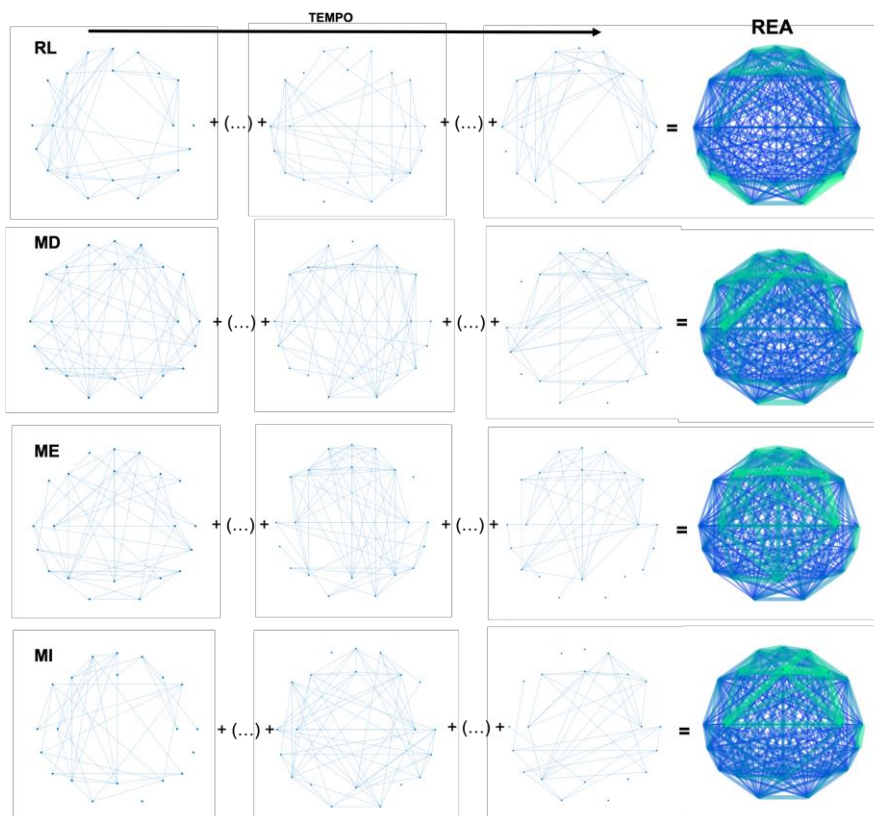 TEMPO
REA
RL
+ (...) +
+ (...) +
=
MD
+ (...) +
+ (...) +
=
ME
+ (...) +
+ (...) +
=
MI
+ (...) +
+ (...) +
=